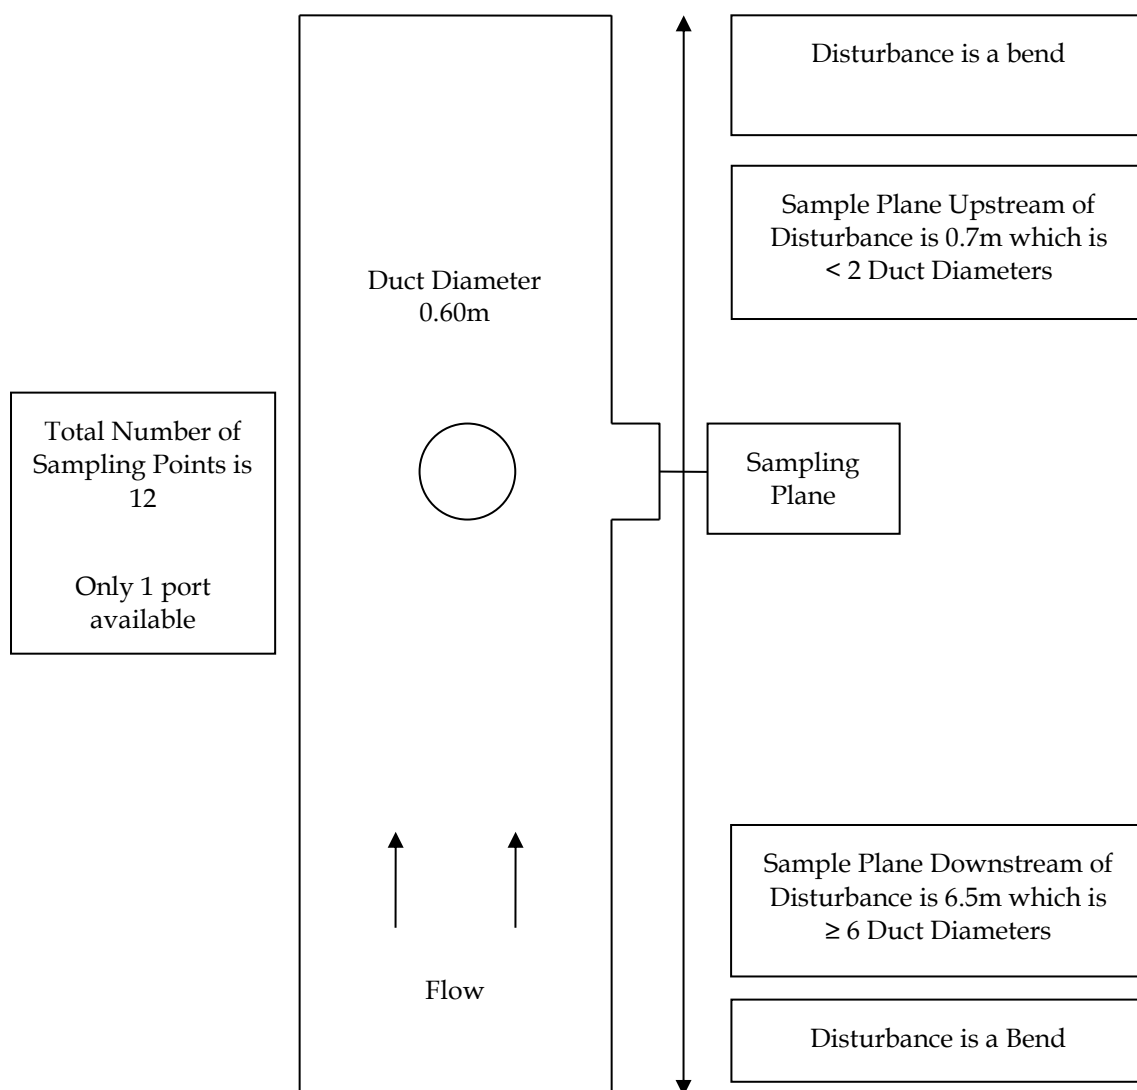 Disturbance is a bend
Sample Plane Upstream of
Disturbance is 0.7m which is
< 2 Duct Diameters
Duct Diameter
0.60m
Total Number of
Sampling Points is
12
Only 1 port
available
Sampling
Plane
Sample Plane Downstream of
Disturbance is 6.5m which is
≥ 6 Duct Diameters
Flow
Disturbance is a Bend